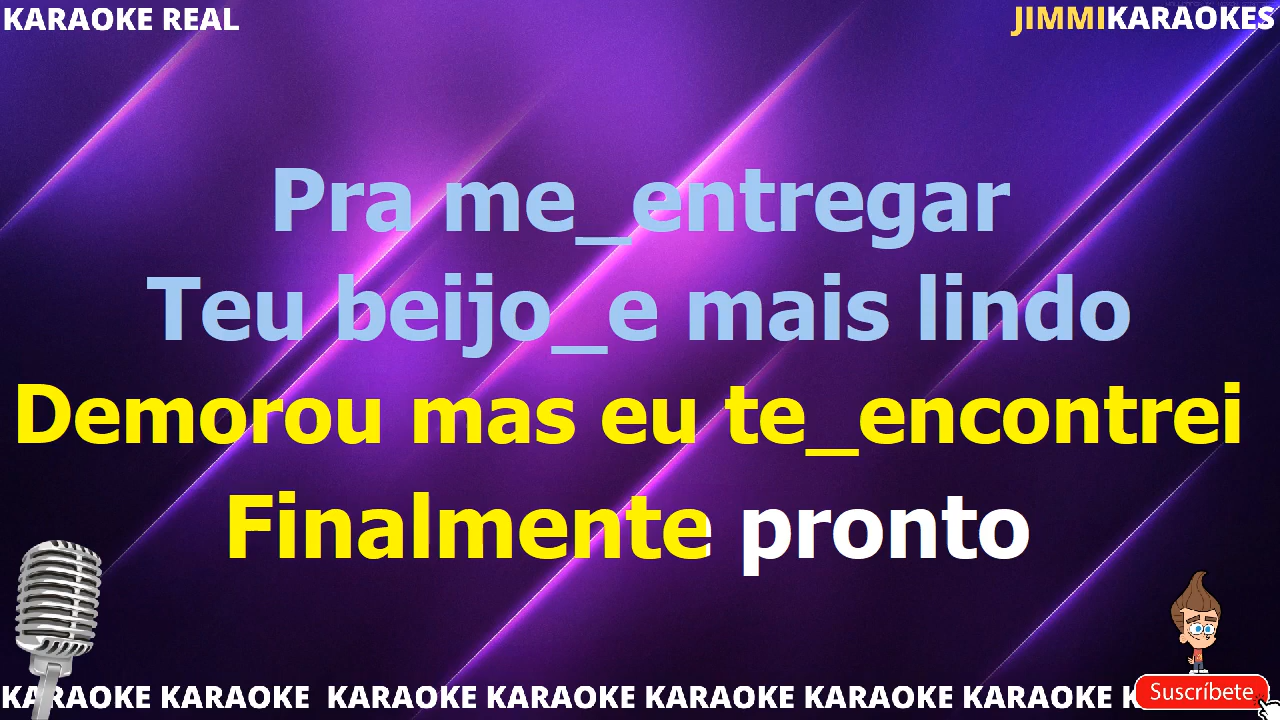 KARAOKE REAL
JIMMIKARAOKES
Pra me_entregar
Teu beijo_e mais lindo
Demorou mas eu te_encontrei
Finalmente pronto
KARAOKE KARAOKE KARAOKE KARAOKE KARAOKE KARAOKE KARAOKE
Suscríbete